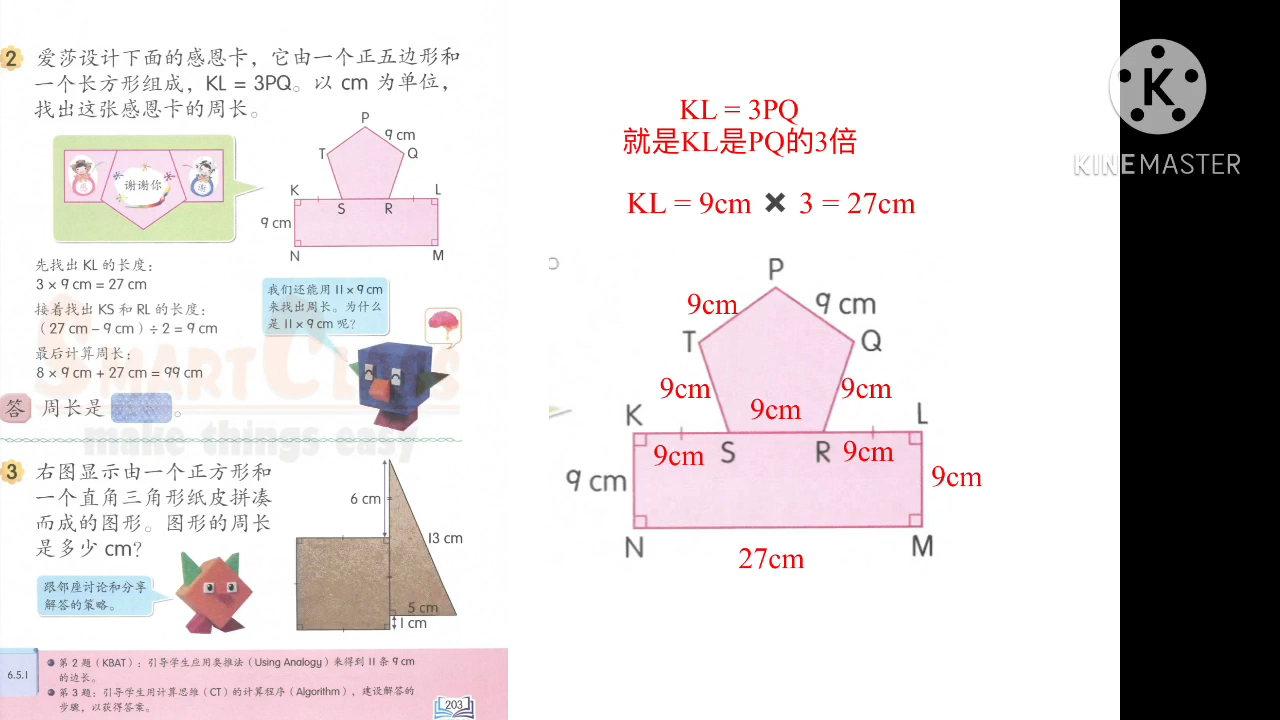 2 爱莎设计下面的感恩卡，它由一个正五边形和
一个长方形组成，KL = 3PQ。以 cm 为单位，
找出这张感恩卡的周长。
谢谢你
P
9 cm
T
Q
K
L
S
R
9 cm
N
M
先找出 KL 的长度：
3 × 9 cm = 27 cm
接着找出 KS 和 RL 的长度：
(27 cm – 9 cm) ÷ 2 = 9 cm
最后计算周长：
8 × 9 cm + 27 cm = 99 cm
我们还能用 11 × 9 cm
来找出周长。为什么
是 11 × 9 cm 呢？
答 周长是 。
SMART CLASS
make things easy
3 右图显示由一个正方形和
一个直角三角形纸皮拼凑
而成的图形。图形的周长
是多少 cm？
跟邻座讨论和分享
解答的策略。
6 cm
13 cm
5 cm
1 cm
6.5.1
第 2 题（KBAT）：引导学生应用类推法（Using Analogy）来得到 11 条 9 cm
的边长。
第 3 题：引导学生用计算思维（CT）的计算程序（Algorithm），建设解答的
步骤，以获得答案。
203
KL = 3PQ
就是KL是PQ的3倍
KL = 9cm ✖ 3 = 27cm
P
9cm
9 cm
T
Q
9cm
9cm
9cm
K
L
9cm
S
R
9cm
9 cm
9cm
N
M
27cm
K
KINEMASTER